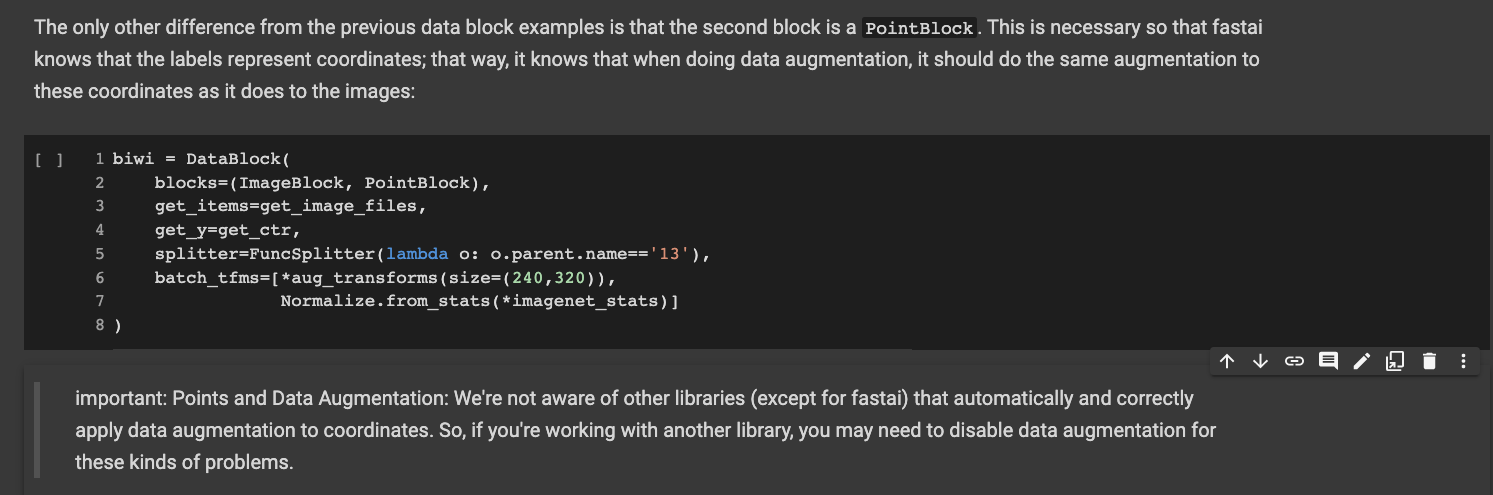 The only other difference from the previous data block examples is that the second block is a PointBlock. This is necessary so that fastai
knows that the labels represent coordinates; that way, it knows that when doing data augmentation, it should do the same augmentation to
these coordinates as it does to the images:
[ ] 1 biwi = DataBlock(
2     blocks=(ImageBlock, PointBlock),
3     get_items=get_image_files,
4     get_y=get_ctr,
5     splitter=FuncSplitter(lambda o: o.parent.name=='13'),
6     batch_tfms=[*aug_transforms(size=(240,320)),
7                 Normalize.from_stats(*imagenet_stats)]
8 )
important: Points and Data Augmentation: We're not aware of other libraries (except for fastai) that automatically and correctly
apply data augmentation to coordinates. So, if you're working with another library, you may need to disable data augmentation for
these kinds of problems.